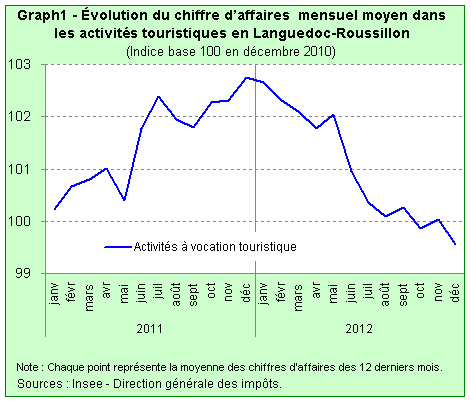 Graph1 - Évolution du chiffre d'affaires mensuel moyen dans
les activités touristiques en Languedoc-Roussillon
(Indice base 100 en décembre 2010)
103
102
101
100
99
Activités à vocation touristique
janv févr mars avr mai juin juil août sept oct nov déc janv févr mars avr mai juin juil août sept oct nov déc
2011 2012
Note : Chaque point représente la moyenne des chiffres d'affaires des 12 derniers mois.
Sources : Insee - Direction générale des impôts.